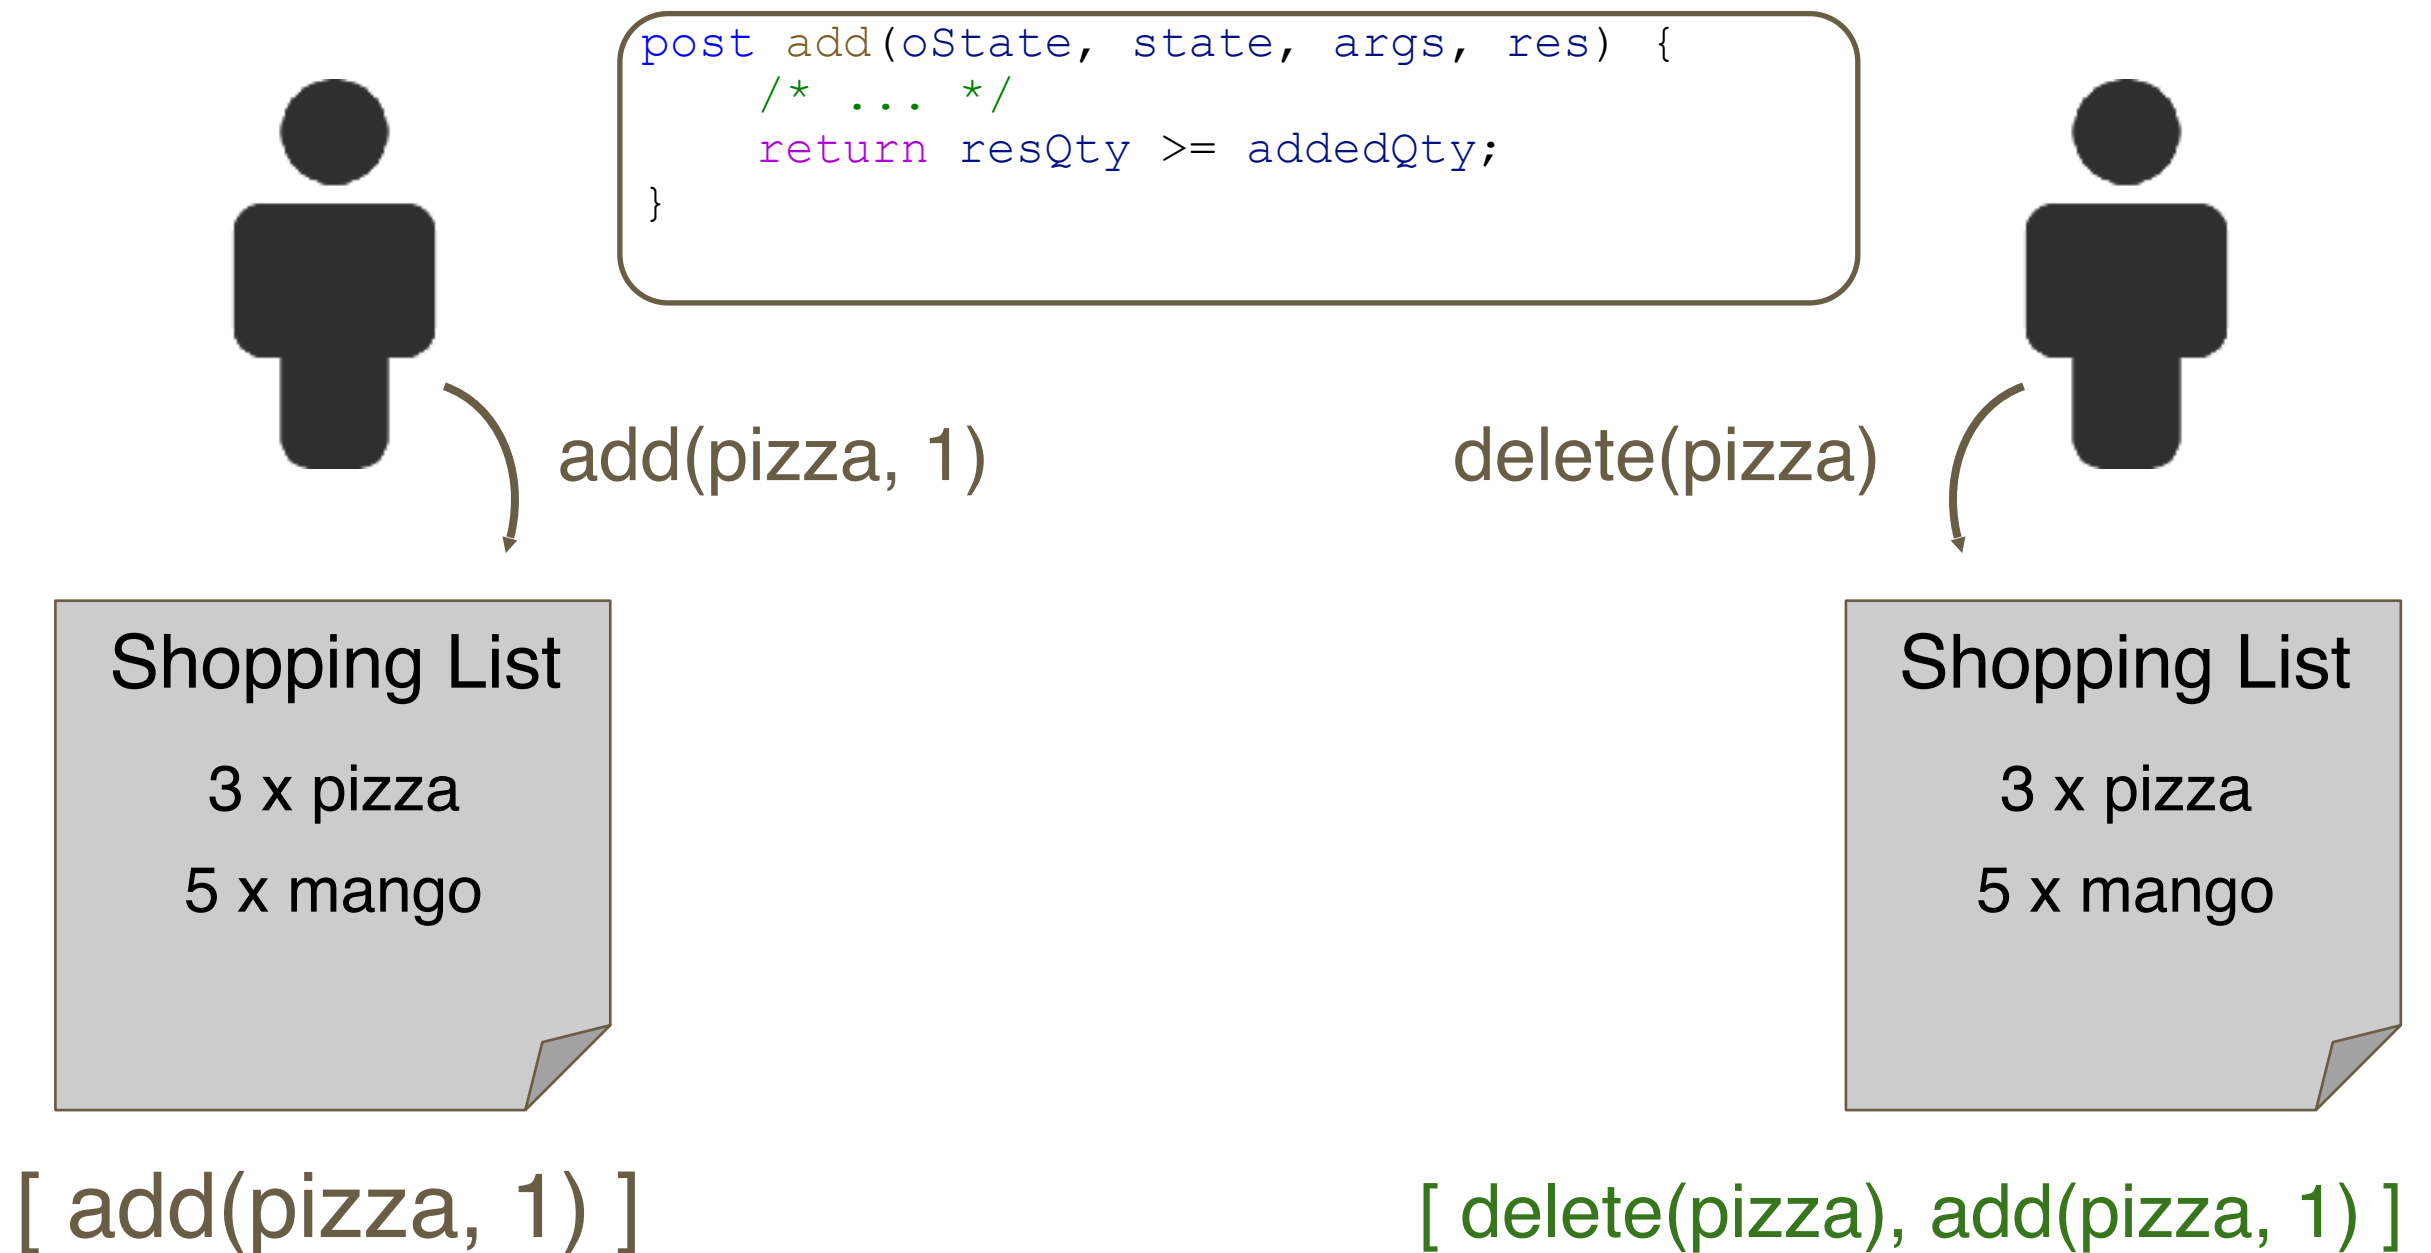 post add(oState, state, args, res) {
/* ... */
return resQty >= addedQty;
}
add(pizza, 1)
delete(pizza)
Shopping List
3 x pizza
5 x mango
Shopping List
3 x pizza
5 x mango
[ add(pizza, 1) ]
[ delete(pizza), add(pizza, 1) ]